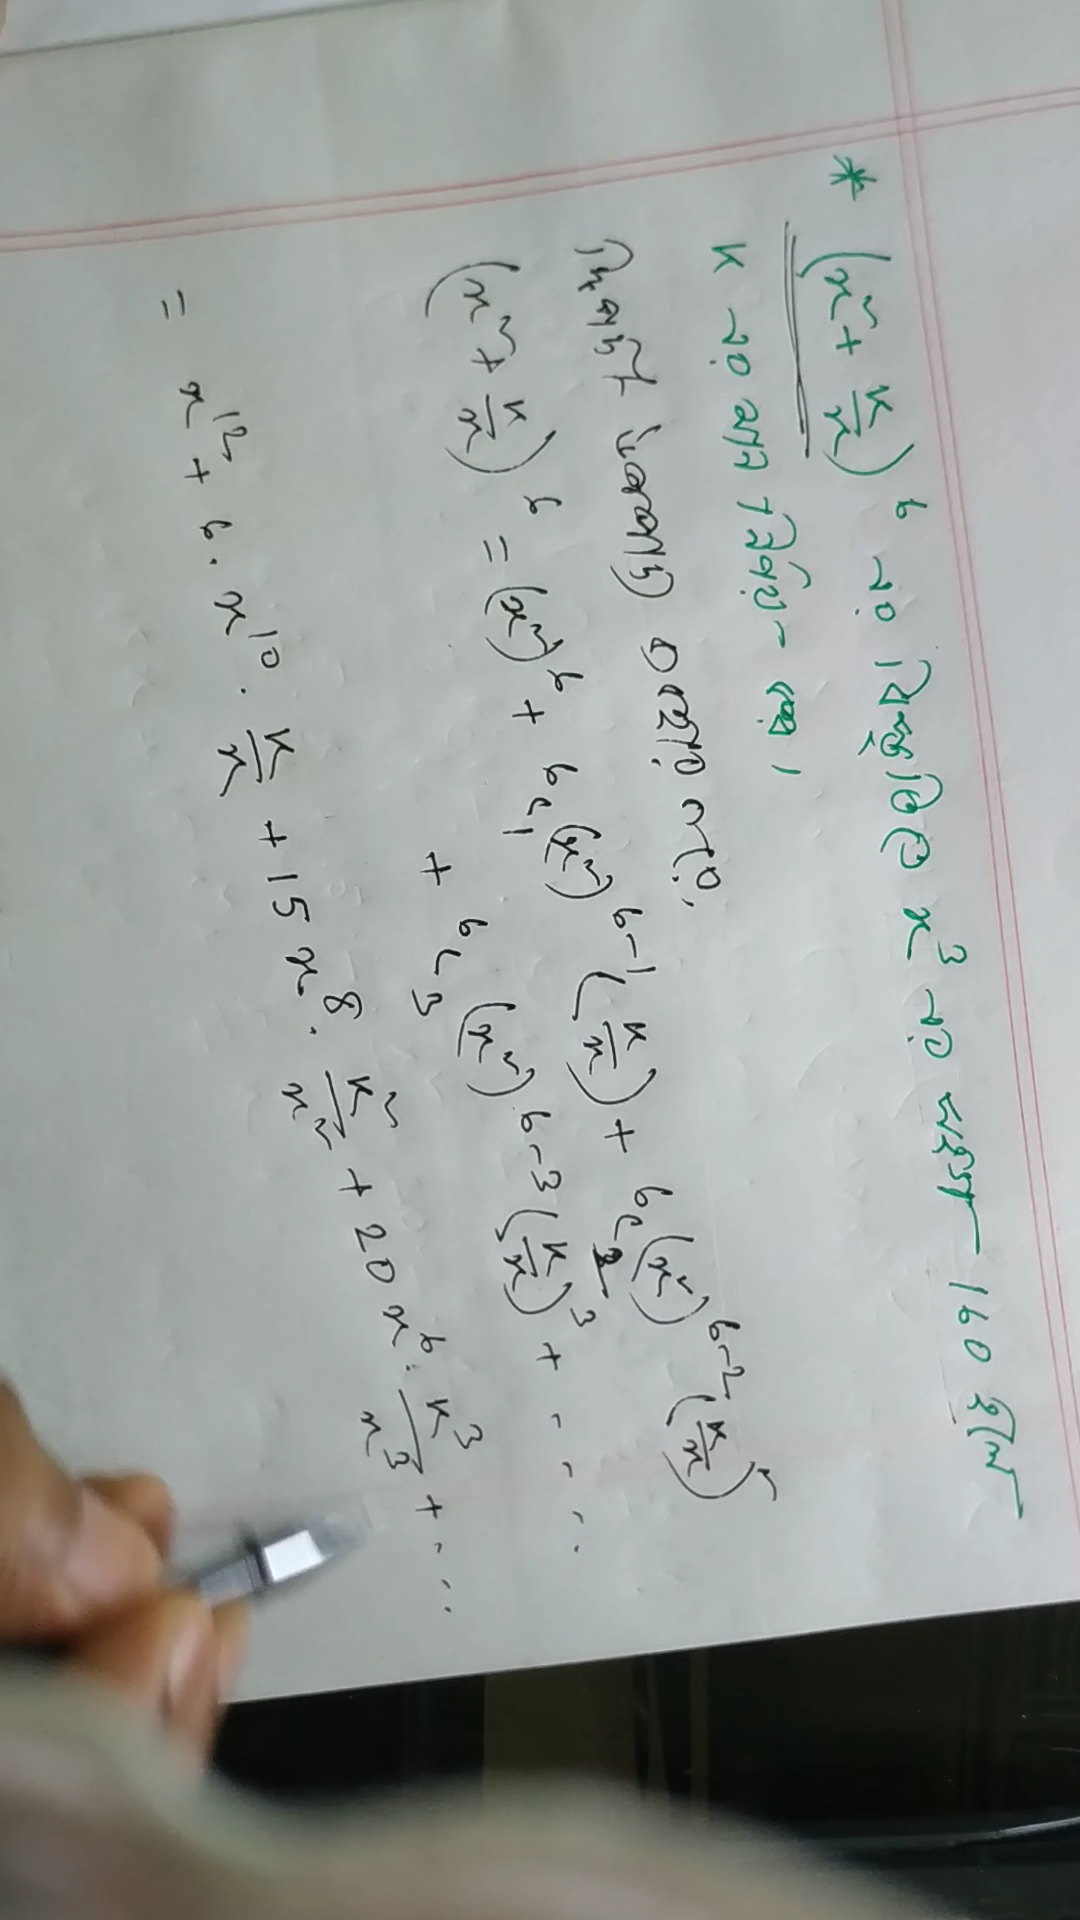 * (x² + K/x)⁶ এর বিস্তৃতিতে x³ এর সহগ 160 হলে
K এর মান নির্ণয় কর।
দ্বিপদী উপপাদ্য হতে পাই,
(x² + K/x)⁶ = (x²)⁶ + ⁶C₁(x²)⁶⁻¹(K/x) + ⁶C₂(x²)⁶⁻²(K/x)²
+ ⁶C₃(x²)⁶⁻³(K/x)³ + ....
= x¹² + 6. x¹⁰. K/x + 15 x⁸. K²/x² + 20 x⁶. K³/x³ + ...